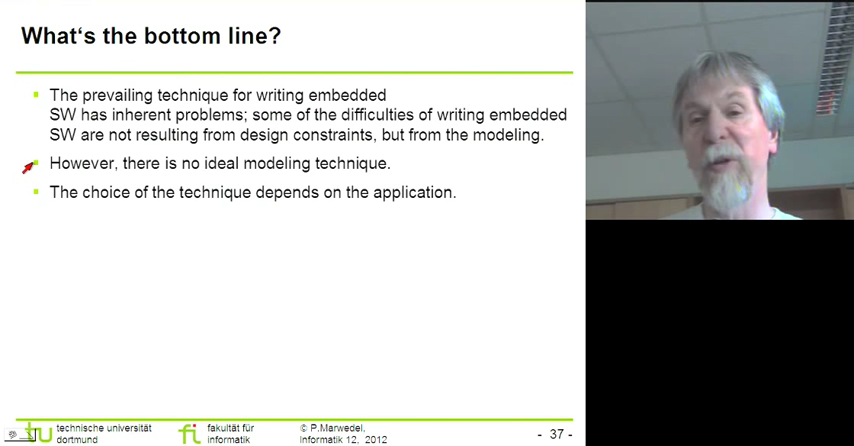 What‘s the bottom line?
The prevailing technique for writing embedded
SW has inherent problems; some of the difficulties of writing embedded
SW are not resulting from design constraints, but from the modeling.
However, there is no ideal modeling technique.
The choice of the technique depends on the application.
tu
technische universität
dortmund
fi
fakultät für
informatik
© P.Marwedel,
Informatik 12, 2012
- 37 -